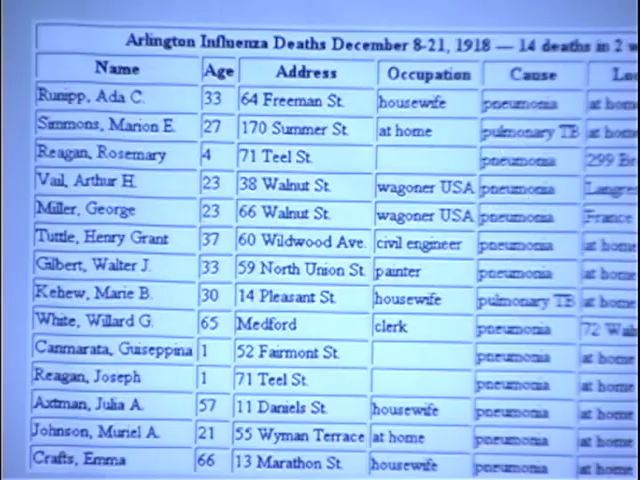 Arlington Influenza Deaths December 8-21, 1918 — 14 deaths in 2
Name Age Address Occupation Cause
Runipp, Ada C. 33 64 Freeman St. housewife pneumonia at home
Simmons, Marion E. 27 170 Summer St. at home pulmonary TB at home
Reagan, Rosemary 4 71 Teel St. pneumonia 299
Vail, Arthur H. 23 38 Walnut St. wagoner USA pneumonia
Miller, George 23 66 Walnut St. wagoner USA pneumonia France
Tuttle, Henry Grant 37 60 Wildwood Ave. civil engineer pneumonia at home
Gilbert, Walter J. 33 59 North Union St. painter pneumonia at home
Kehew, Marie B. 30 14 Pleasant St. housewife pulmonary TB at home
White, Willard G. 65 Medford clerk pneumonia 72
Canmarata, Guiseppina 1 52 Fairmont St. pneumonia at home
Reagan, Joseph 1 71 Teel St. pneumonia at home
Axtman, Julia A. 57 11 Daniels St. housewife pneumonia at home
Johnson, Muriel A. 21 55 Wyman Terrace at home pneumonia at home
Crafts, Emma 66 13 Marathon St. housewife pneumonia at home